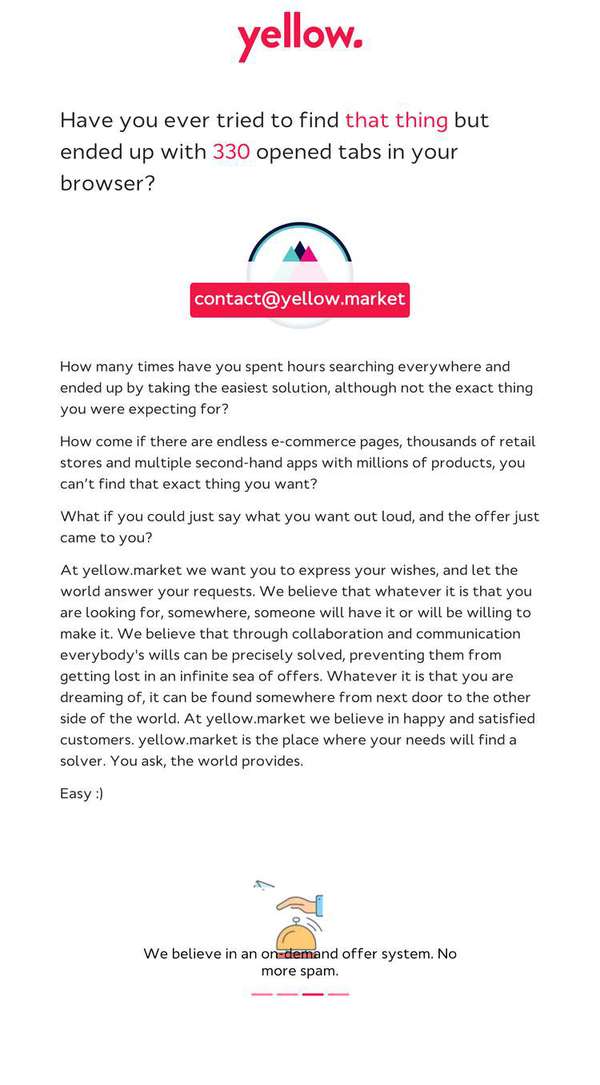 yellow.
Have you ever tried to find that thing but
ended up with 330 opened tabs in your
browser?
contact@yellow.market
How many times have you spent hours searching everywhere and
ended up by taking the easiest solution, although not the exact thing
you were expecting for?
How come if there are endless e-commerce pages, thousands of retail
stores and multiple second-hand apps with millions of products, you
can’t find that exact thing you want?
What if you could just say what you want out loud, and the offer just
came to you?
At yellow.market we want you to express your wishes, and let the
world answer your requests. We believe that whatever it is that you
are looking for, somewhere, someone will have it or will be willing to
make it. We believe that through collaboration and communication
everybody's wills can be precisely solved, preventing them from
getting lost in an infinite sea of offers. Whatever it is that you are
dreaming of, it can be found somewhere from next door to the other
side of the world. At yellow.market we believe in happy and satisfied
customers. yellow.market is the place where your needs will find a
solver. You ask, the world provides.
Easy :)
We believe in an on-demand offer system. No
more spam.